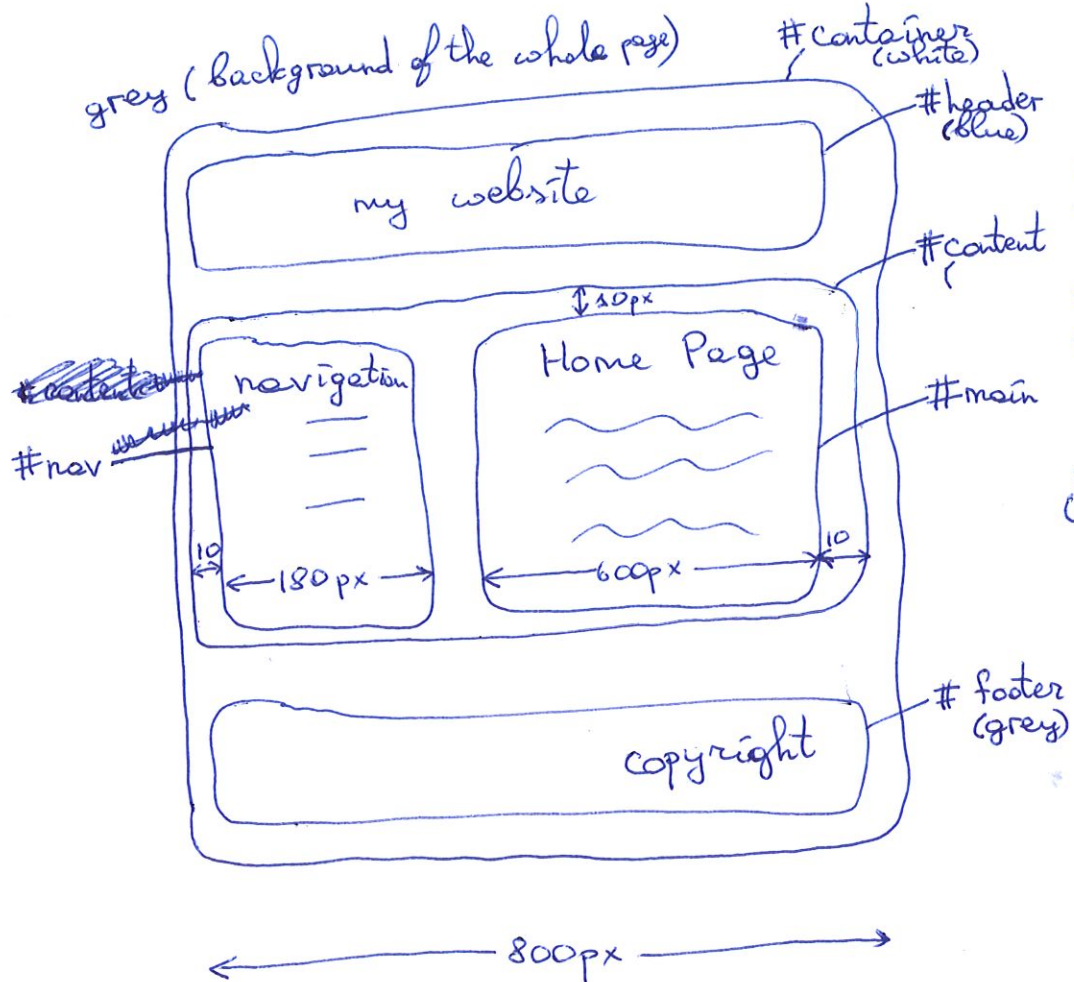 grey (background of the whole page)
#container
(white)
#header
(blue)
my website
#content
(
10px
Home Page
navigation
#main
#nav
10
180px
600px
10
# footer
(grey)
copyright
800px